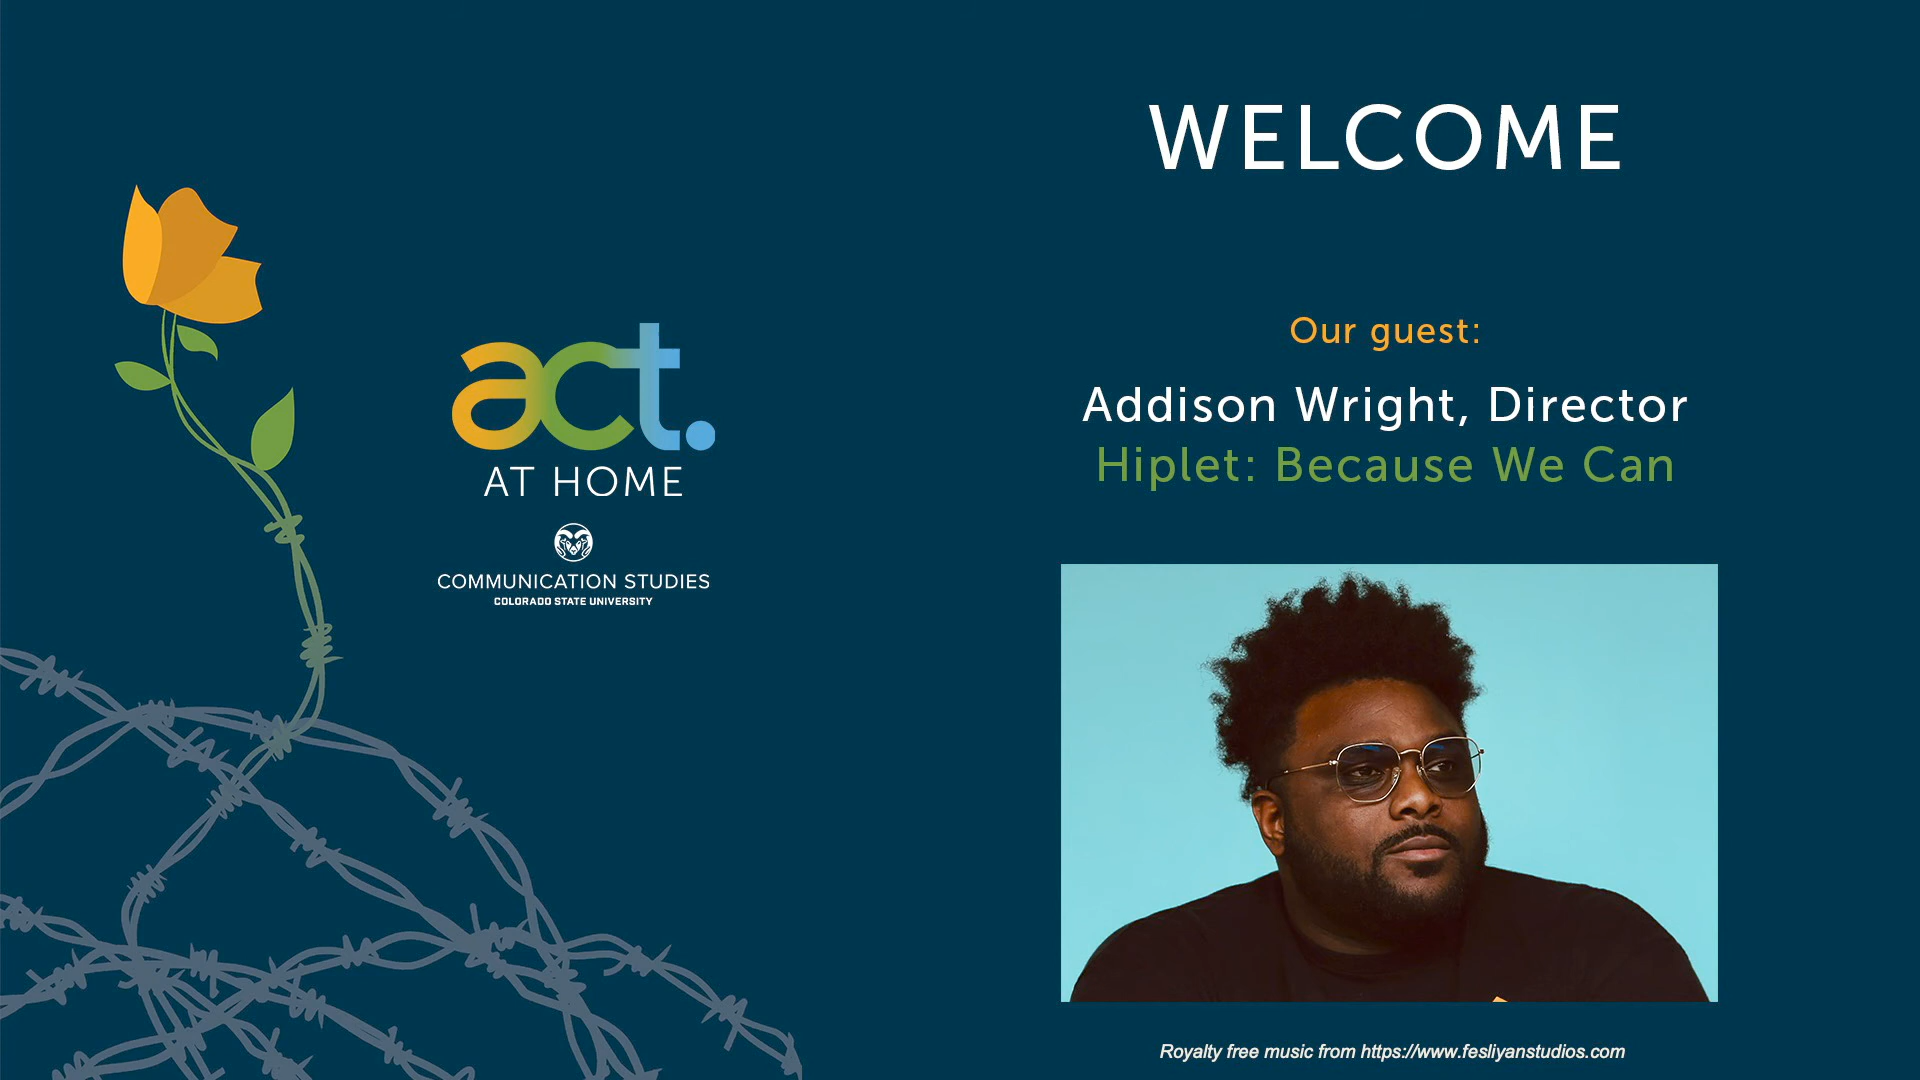 act.
AT HOME
COMMUNICATION STUDIES
COLORADO STATE UNIVERSITY
WELCOME
Our guest:
Addison Wright, Director
Hiplet: Because We Can
Royalty free music from https://www.fesliyanstudios.com